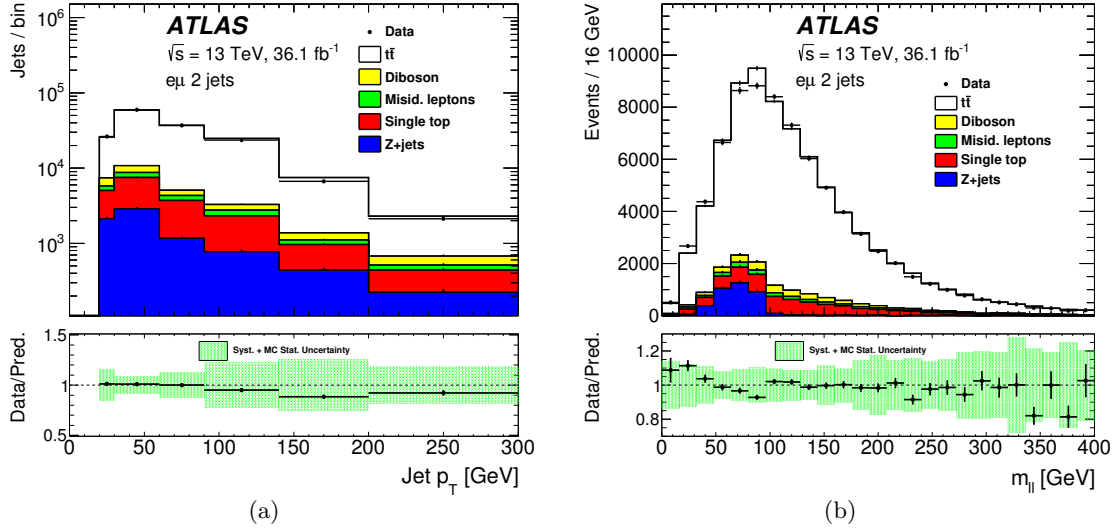 ATLAS
√s = 13 TeV, 36.1 fb⁻¹
eμ 2 jets
Data
tt̄
Diboson
Misid. leptons
Single top
Z+jets
Jets / bin
10⁶
10⁵
10⁴
10³
Syst. + MC Stat. Uncertainty
Data/Pred.
1.5
1
0.5
0 50 100 150 200 250 300
Jet p_T [GeV]
(a)
ATLAS
√s = 13 TeV, 36.1 fb⁻¹
eμ 2 jets
Data
tt̄
Diboson
Misid. leptons
Single top
Z+jets
Events / 16 GeV
10000
8000
6000
4000
2000
0
Syst. + MC Stat. Uncertainty
Data/Pred.
1.2
1.0
0.8
0 50 100 150 200 250 300 350 400
m_ll [GeV]
(b)